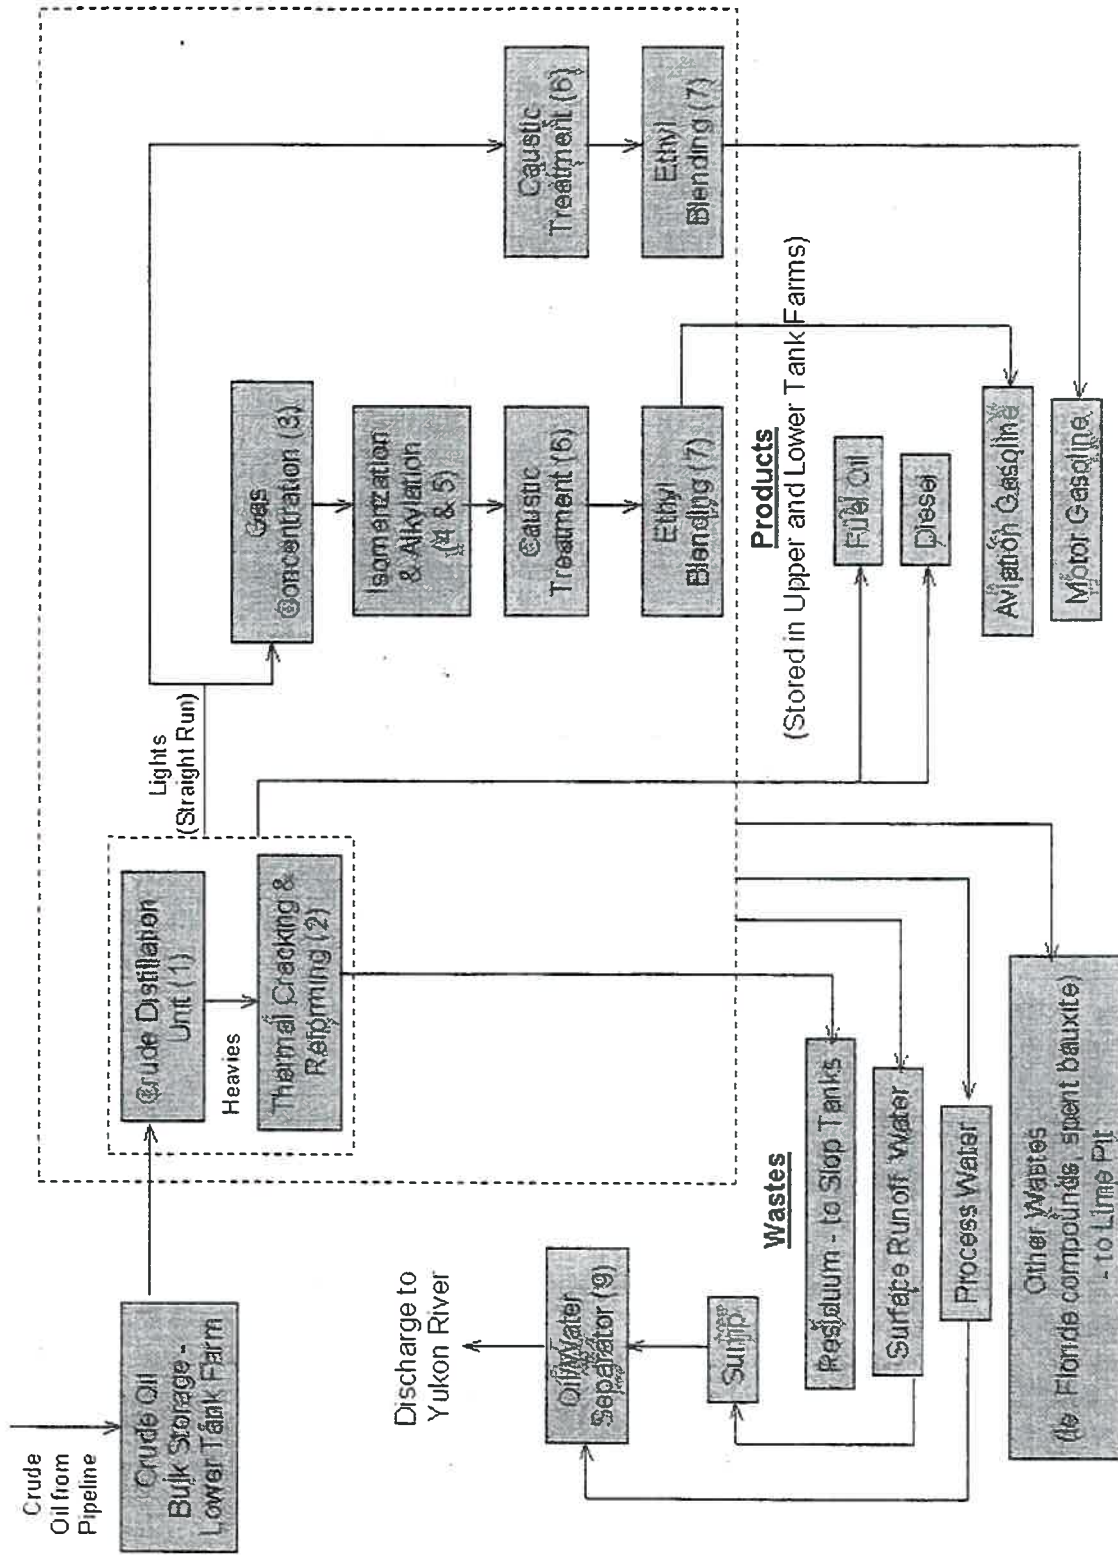 Crude
Oil from
Pipeline
Crude Oil
Bulk Storage -
Lower Tank Farm
Crude Distillation
Unit (1)
Heavies
Thermal Cracking &
Reforming (2)
Lights
(Straight Run)
Gas
Concentration (3)
Isomerization
& Alkylation
(4 & 5)
Caustic
Treatment (6)
Ethyl
Blending (7)
Caustic
Treatment (6)
Ethyl
Blending (7)
Discharge to
Yukon River
Oil/Water
Separator (9)
Sump
Wastes
Residuum - to Slop Tanks
Surface Runoff Water
Process Water
Other Wastes
(ie. Floride compounds, spent bauxite)
- to Lime Pit
Products
(Stored in Upper and Lower Tank Farms)
Fuel Oil
Diesel
Aviation Gasoline
Motor Gasoline